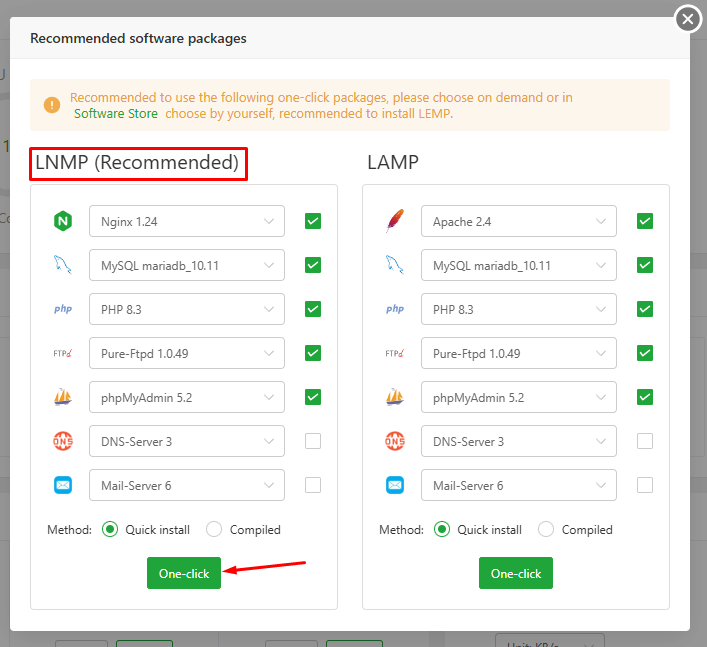 Recommended software packages
Recommended to use the following one-click packages, please choose on demand or in
Software Store choose by yourself, recommended to install LEMP.
LNMP (Recommended)
N
Nginx 1.24
MySQL mariadb_10.11
php
PHP 8.3
FTPd
Pure-Ftpd 1.0.49
phpMyAdmin 5.2
DNS
DNS-Server 3
Mail-Server 6
Method: Quick install Compiled
One-click
LAMP
Apache 2.4
MySQL mariadb_10.11
php
PHP 8.3
FTPd
Pure-Ftpd 1.0.49
phpMyAdmin 5.2
DNS
DNS-Server 3
Mail-Server 6
Method: Quick install Compiled
One-click